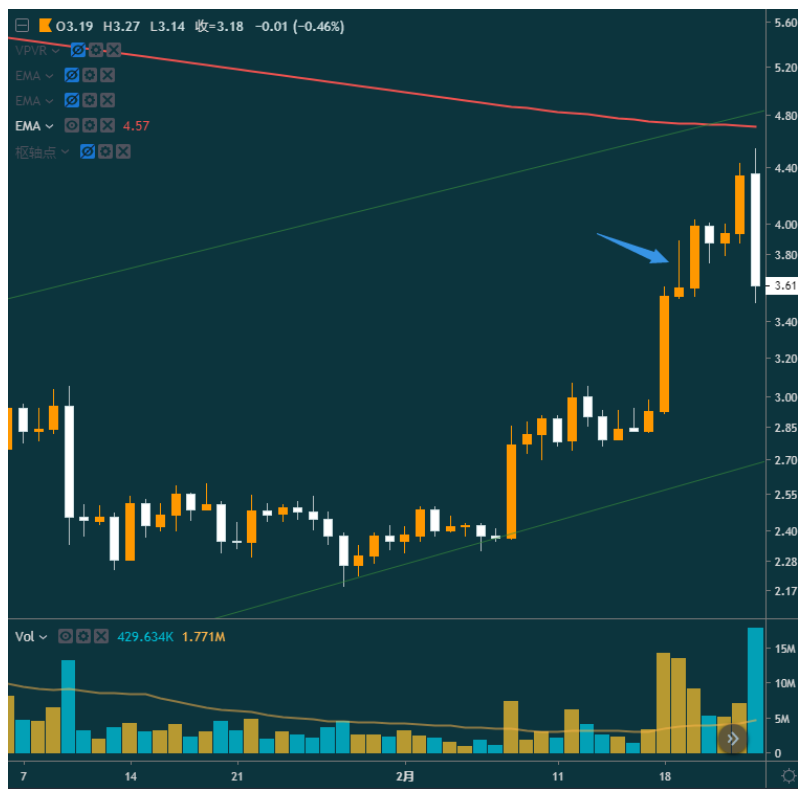 O3.19 H3.27 L3.14 收=3.18 −0.01 (−0.46%)
VPVR
EMA
EMA
EMA 4.57
枢轴点
5.60
5.20
4.80
4.40
4.00
3.80
3.61
3.40
3.20
3.00
2.85
2.70
2.55
2.40
2.28
2.17
Vol 429.634K 1.771M
15M
10M
5M
0
7 14 21 2月 11 18